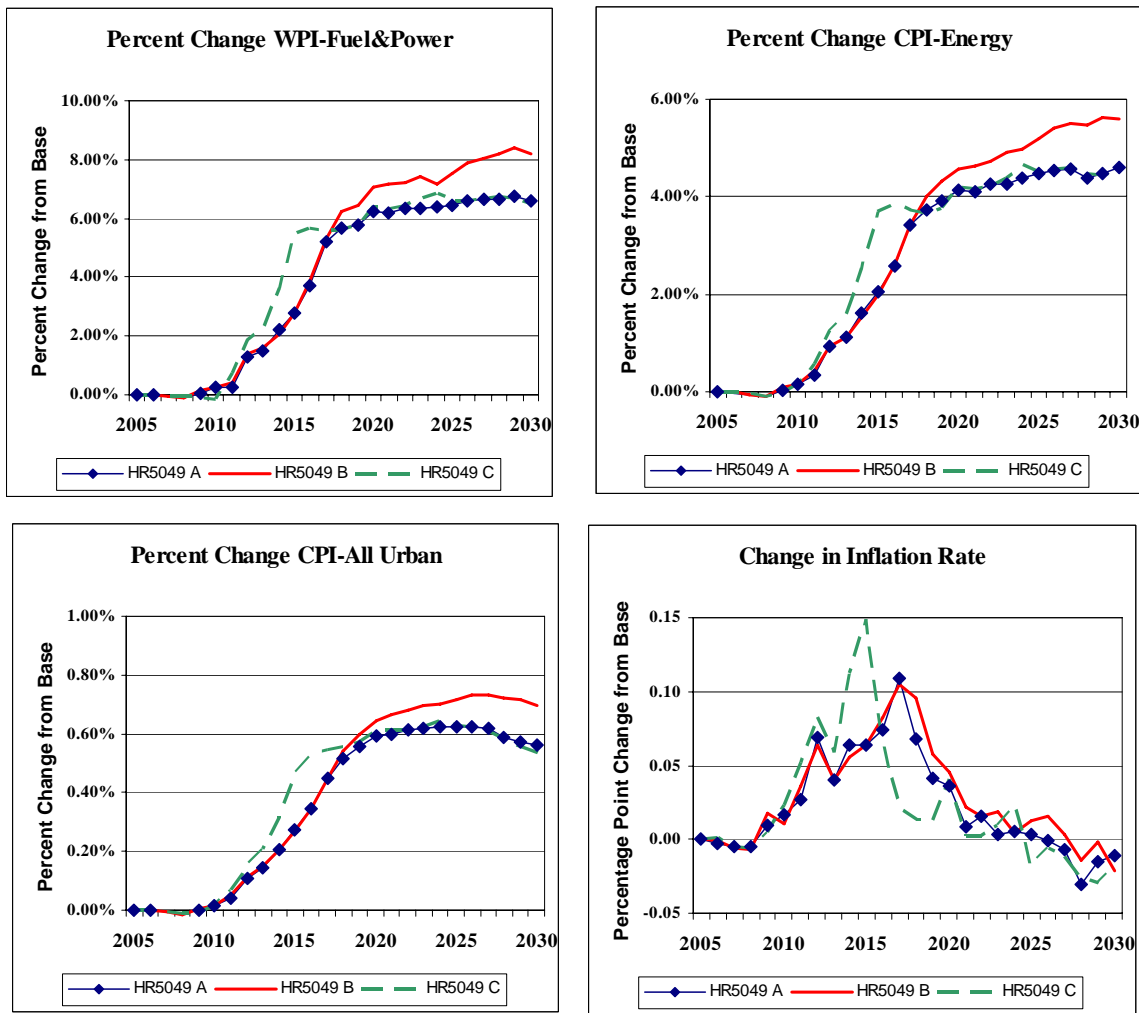 Percent Change WPI-Fuel&Power
Percent Change from Base
10.00%
8.00%
6.00%
4.00%
2.00%
0.00%
2005 2010 2015 2020 2025 2030
HR5049 A HR5049 B HR5049 C
Percent Change CPI-Energy
Percent Change from Base
6.00%
4.00%
2.00%
0.00%
2005 2010 2015 2020 2025 2030
HR5049 A HR5049 B HR5049 C
Percent Change CPI-All Urban
Percent Change from Base
1.00%
0.80%
0.60%
0.40%
0.20%
0.00%
2005 2010 2015 2020 2025 2030
HR5049 A HR5049 B HR5049 C
Change in Inflation Rate
Percentage Point Change from Base
0.15
0.10
0.05
0.00
-0.05
2005 2010 2015 2020 2025 2030
HR5049 A HR5049 B HR5049 C